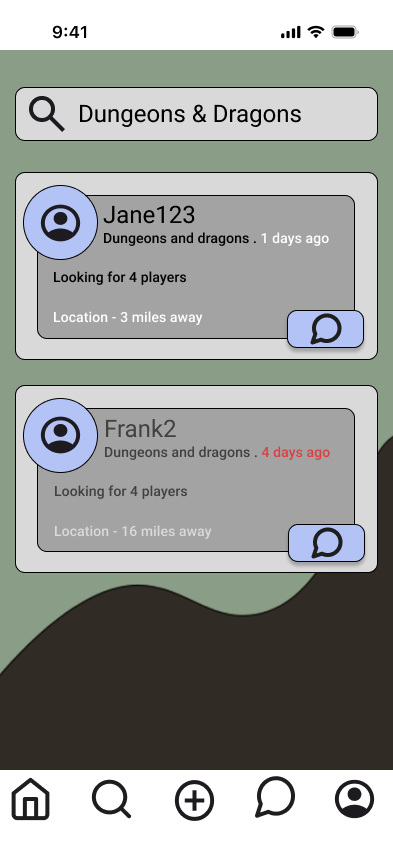 9:41
Dungeons & Dragons
Jane123
Dungeons and dragons . 1 days ago
Looking for 4 players
Location - 3 miles away
Frank2
Dungeons and dragons . 4 days ago
Looking for 4 players
Location - 16 miles away